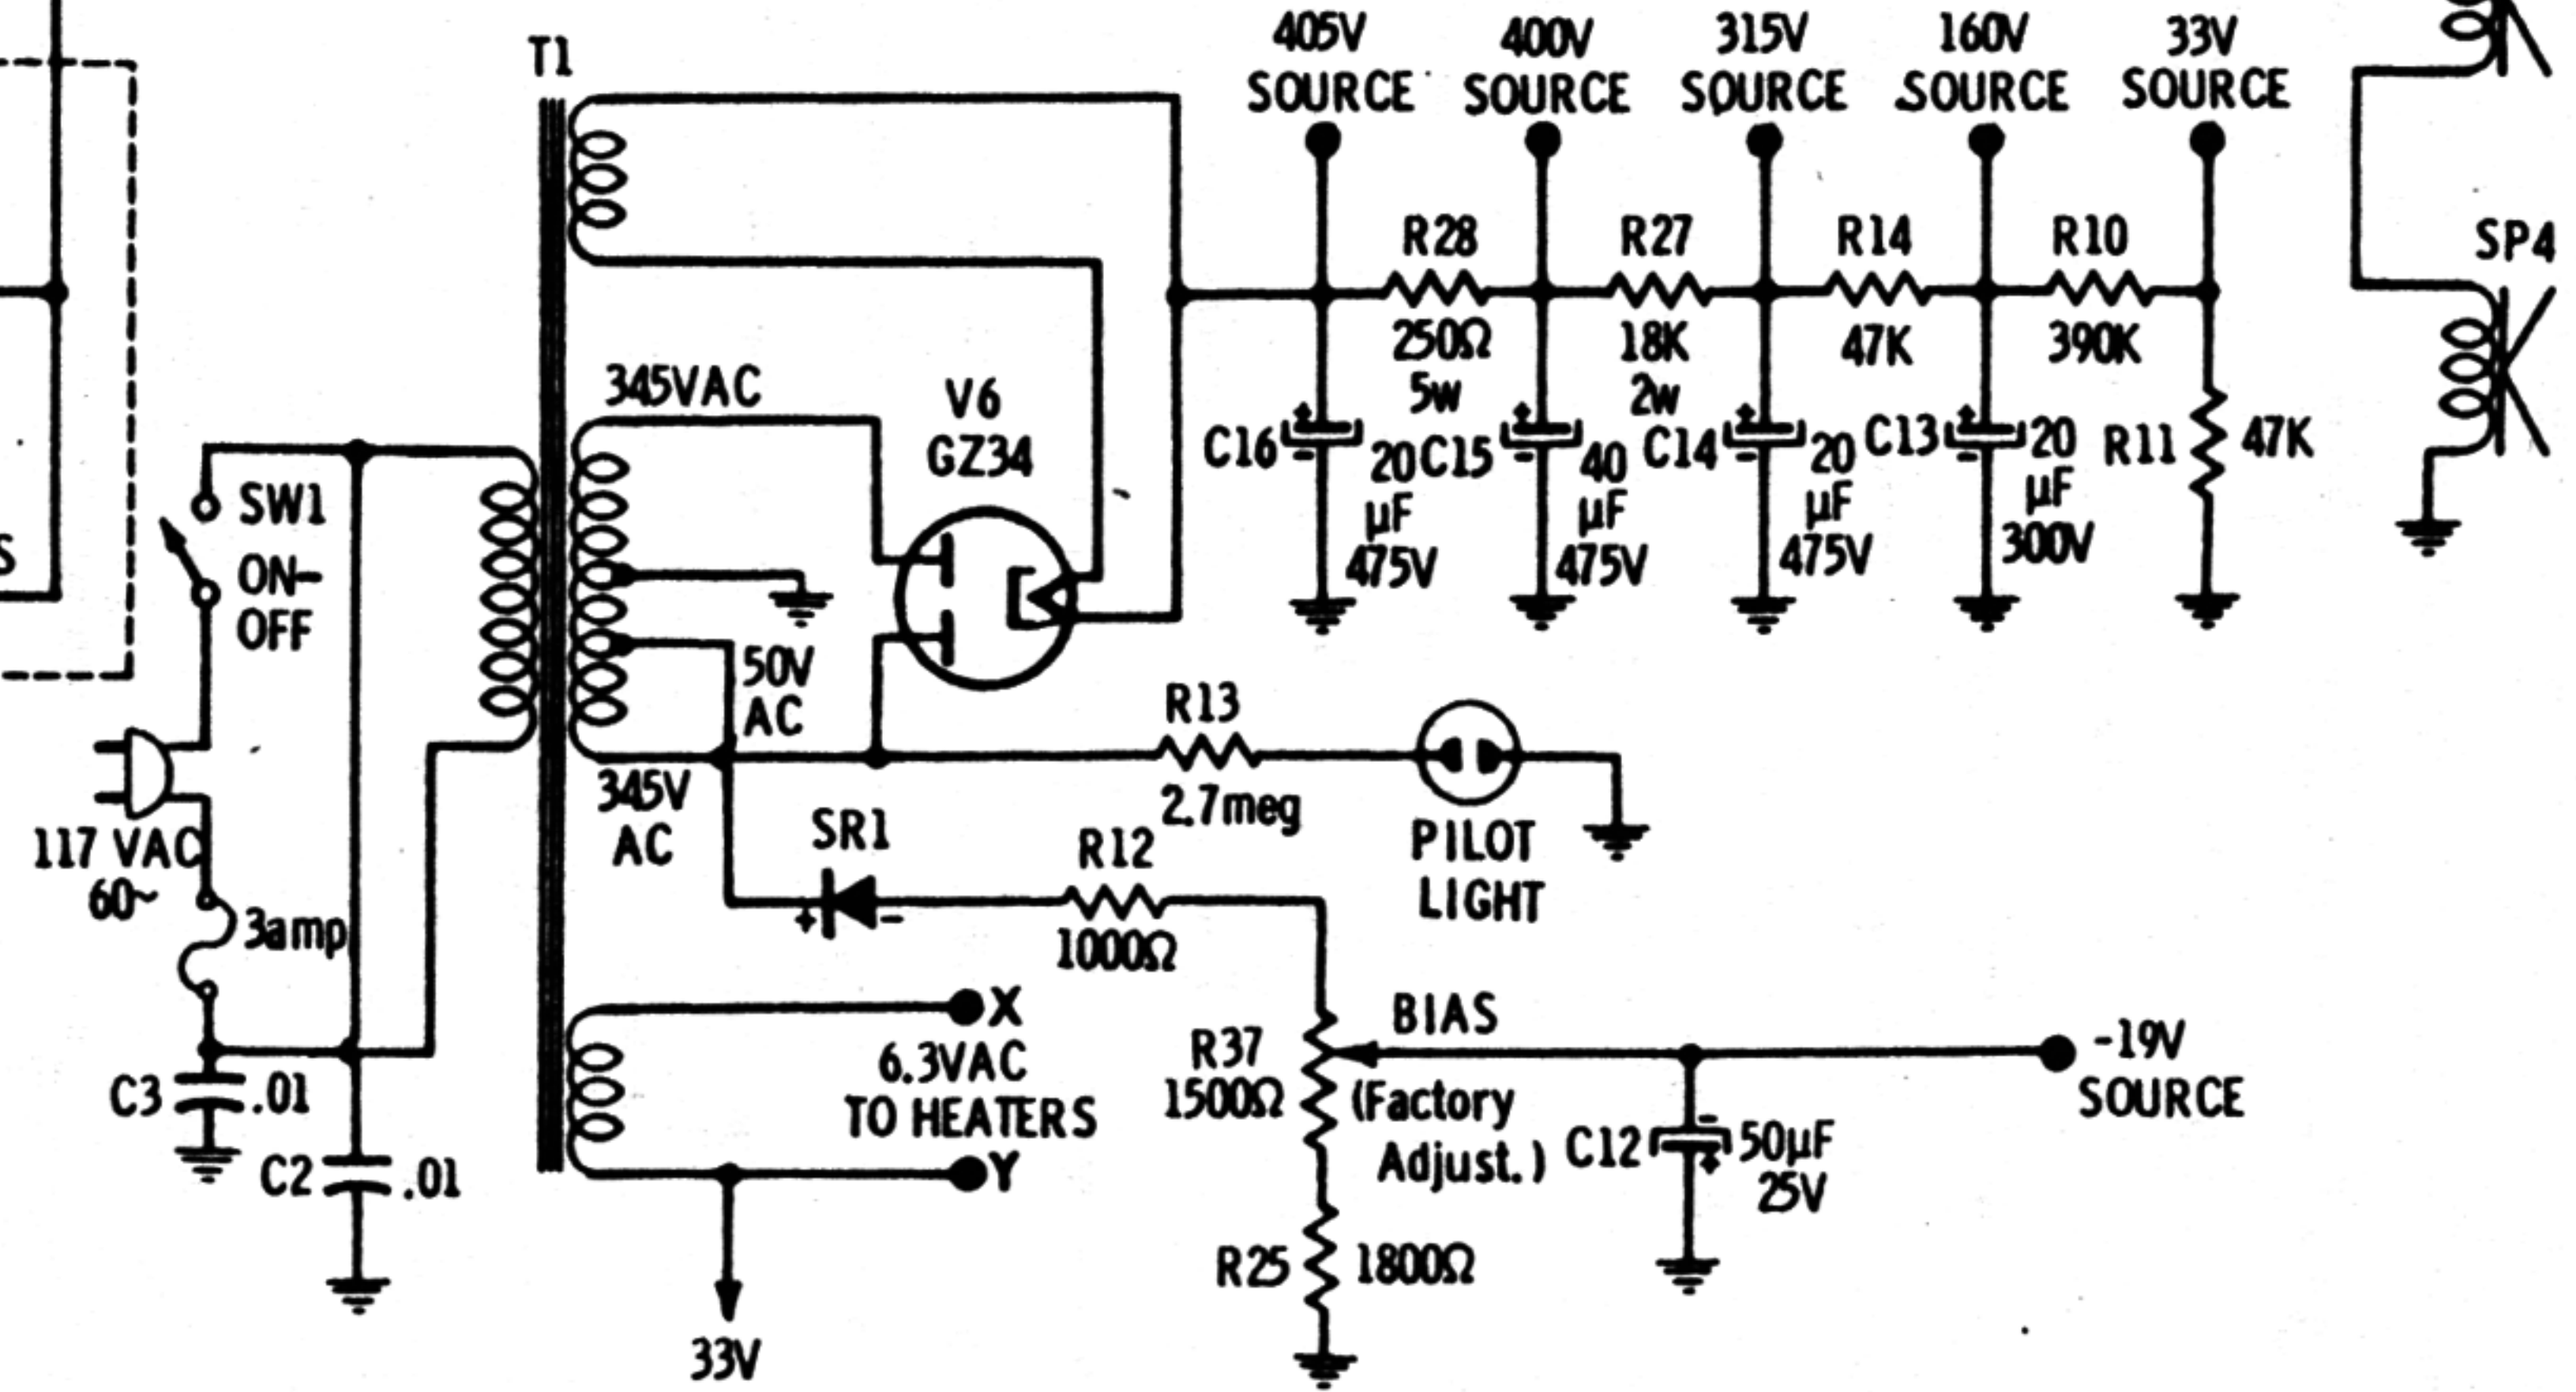 T1
405V
SOURCE
400V
SOURCE
315V
SOURCE
160V
SOURCE
33V
SOURCE
R28
250Ω
5w
R27
18K
2w
R14
47K
R10
390K
SP4
345VAC
V6
GZ34
C16
+
-
20
µF
475V
C15
+
-
40
µF
475V
C14
+
-
20
µF
475V
C13
+
-
20
µF
300V
R11
47K
S
SW1
ON-
OFF
50V
AC
345V
AC
R13
2.7meg
PILOT
LIGHT
117 VAC
60~
3amp
SR1
+
-
R12
1000Ω
X
6.3VAC
TO HEATERS
Y
33V
BIAS
R37
1500Ω
(Factory
Adjust.)
-19V
SOURCE
C12
-
+
50µF
25V
R25
1800Ω
C3
.01
C2
.01